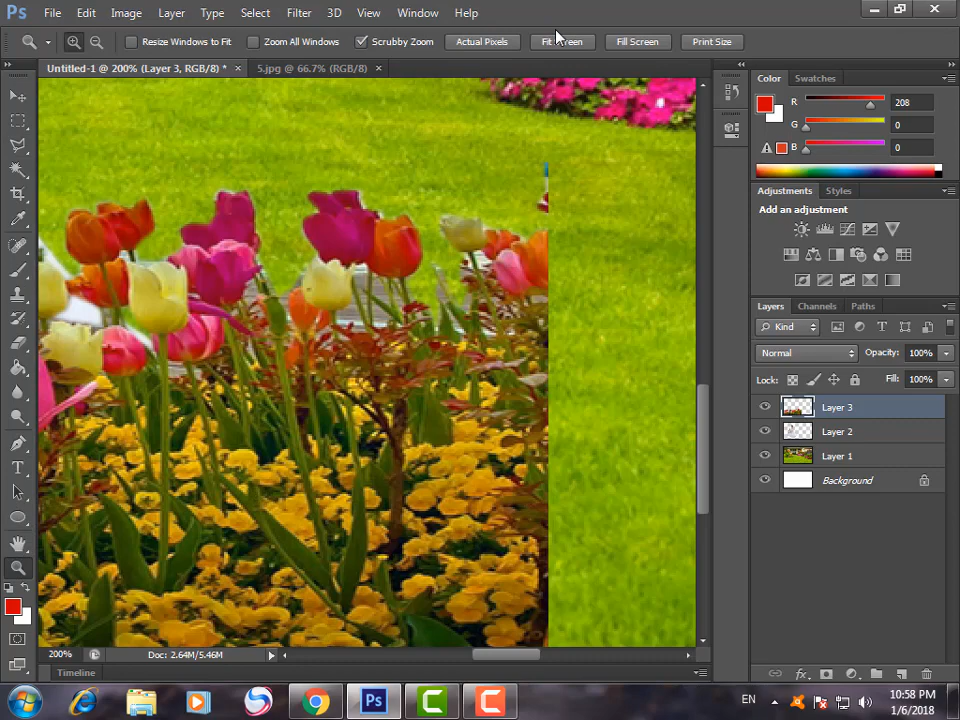 Ps File Edit Image Layer Type Select Filter 3D View Window Help
Resize Windows to Fit Zoom All Windows Scrubby Zoom Actual Pixels Fit Screen Fill Screen Print Size
Untitled-1 @ 200% (Layer 3, RGB/8) * × 5.jpg @ 66.7% (RGB/8) ×
Color Swatches
R 208
G 0
B 0
Adjustments Styles
Add an adjustment
Layers Channels Paths
Kind
Normal Opacity: 100%
Lock: Fill: 100%
Layer 3
Layer 2
Layer 1
Background
200% Doc: 2.64M/5.46M
Timeline
Ps EN 10:58 PM
1/6/2018